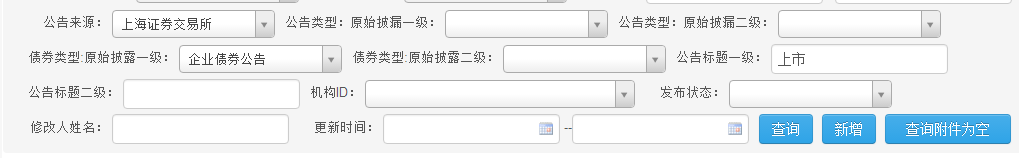 公告来源： 上海证券交易所 公告类型：原始披漏一级： 公告类型：原始披漏二级：
债券类型:原始披露一级： 企业债券公告 债券类型:原始披露二级： 公告标题一级： 上市
公告标题二级： 机构ID： 发布状态：
修改人姓名： 更新时间： -- 查询 新增 查询附件为空